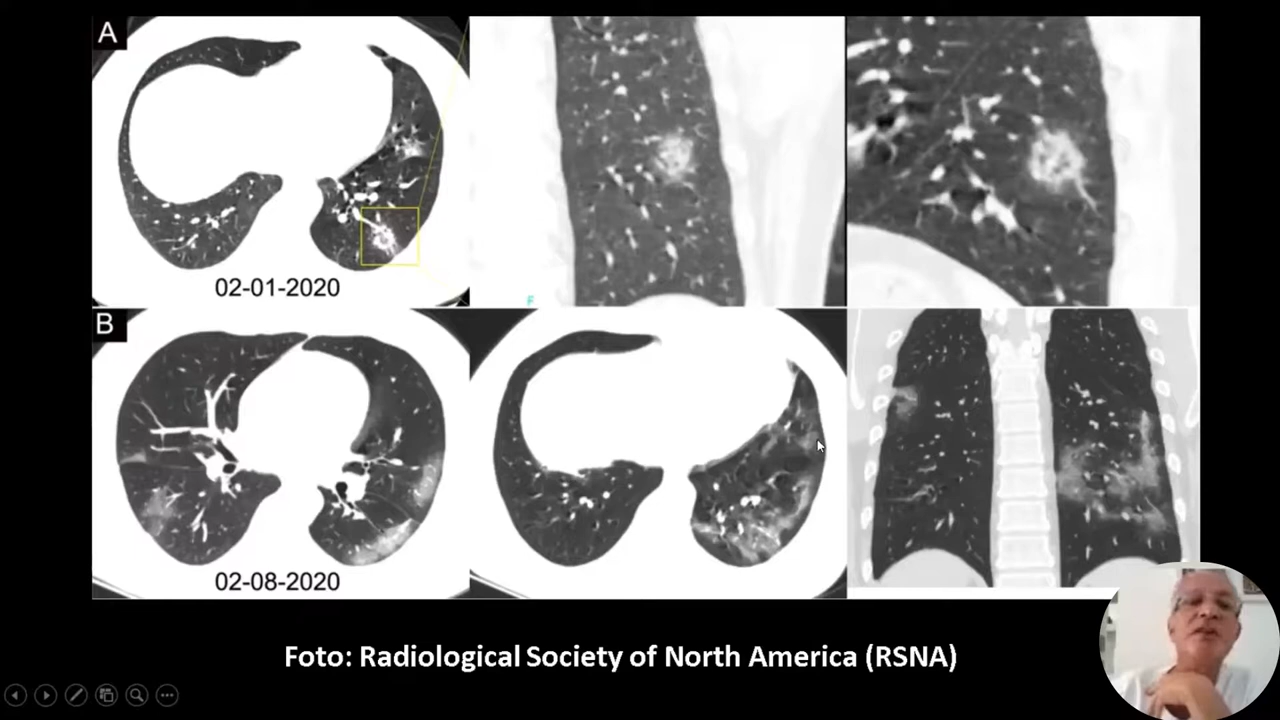 A
02-01-2020
F
B
02-08-2020
Foto: Radiological Society of North America (RSNA)